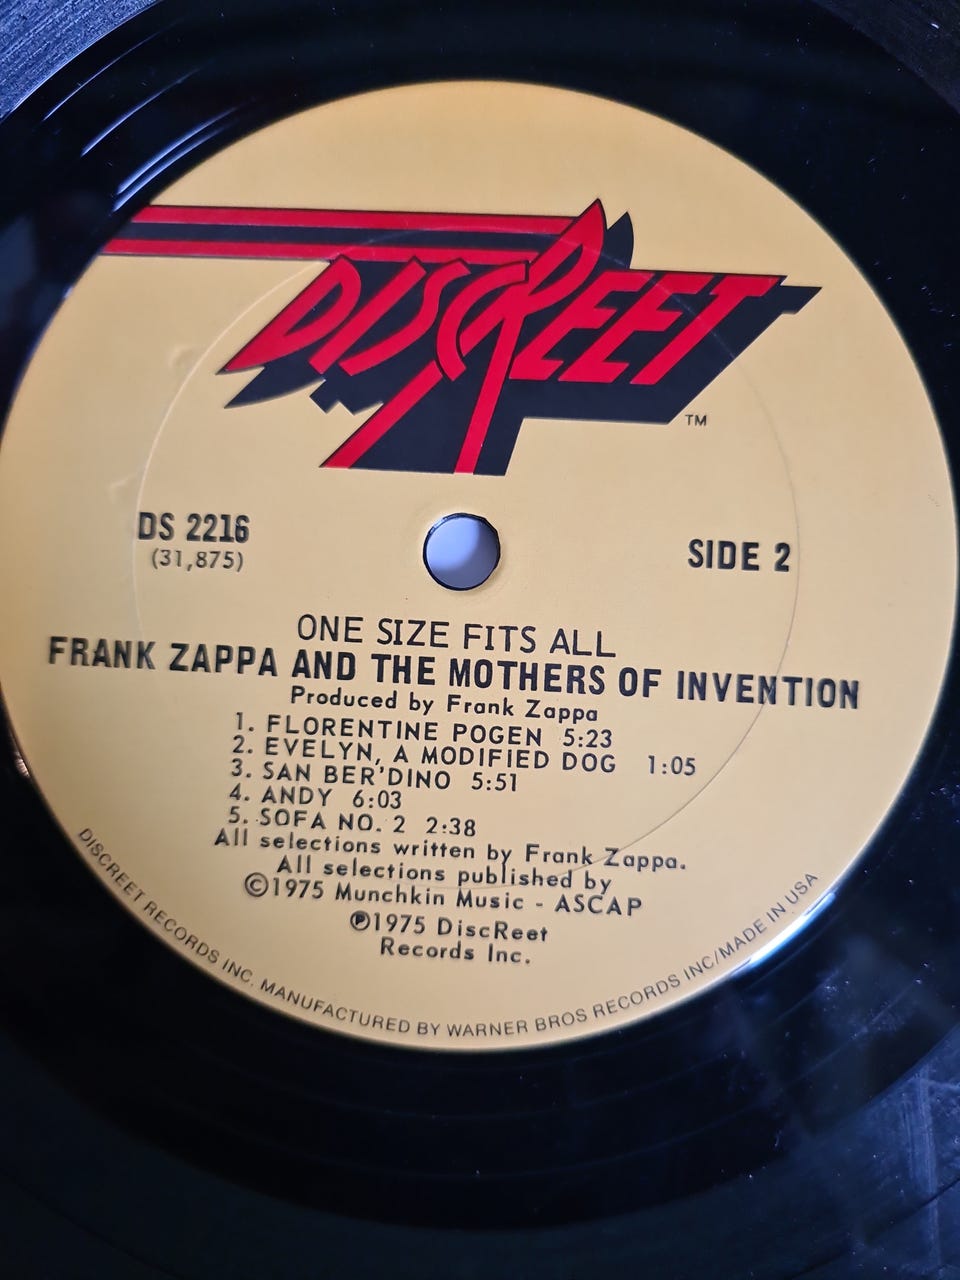 DISCREET
TM
DS 2216
(31,875)
SIDE 2
ONE SIZE FITS ALL
FRANK ZAPPA AND THE MOTHERS OF INVENTION
Produced by Frank Zappa
1. FLORENTINE POGEN 5:23
2. EVELYN, A MODIFIED DOG 1:05
3. SAN BER'DINO 5:51
4. ANDY 6:03
5. SOFA NO. 2 2:38
All selections written by Frank Zappa.
All selections published by
©1975 Munchkin Music - ASCAP
℗1975 DiscReet
Records Inc.
DISCREET RECORDS INC. MANUFACTURED BY WARNER BROS RECORDS INC/MADE IN USA